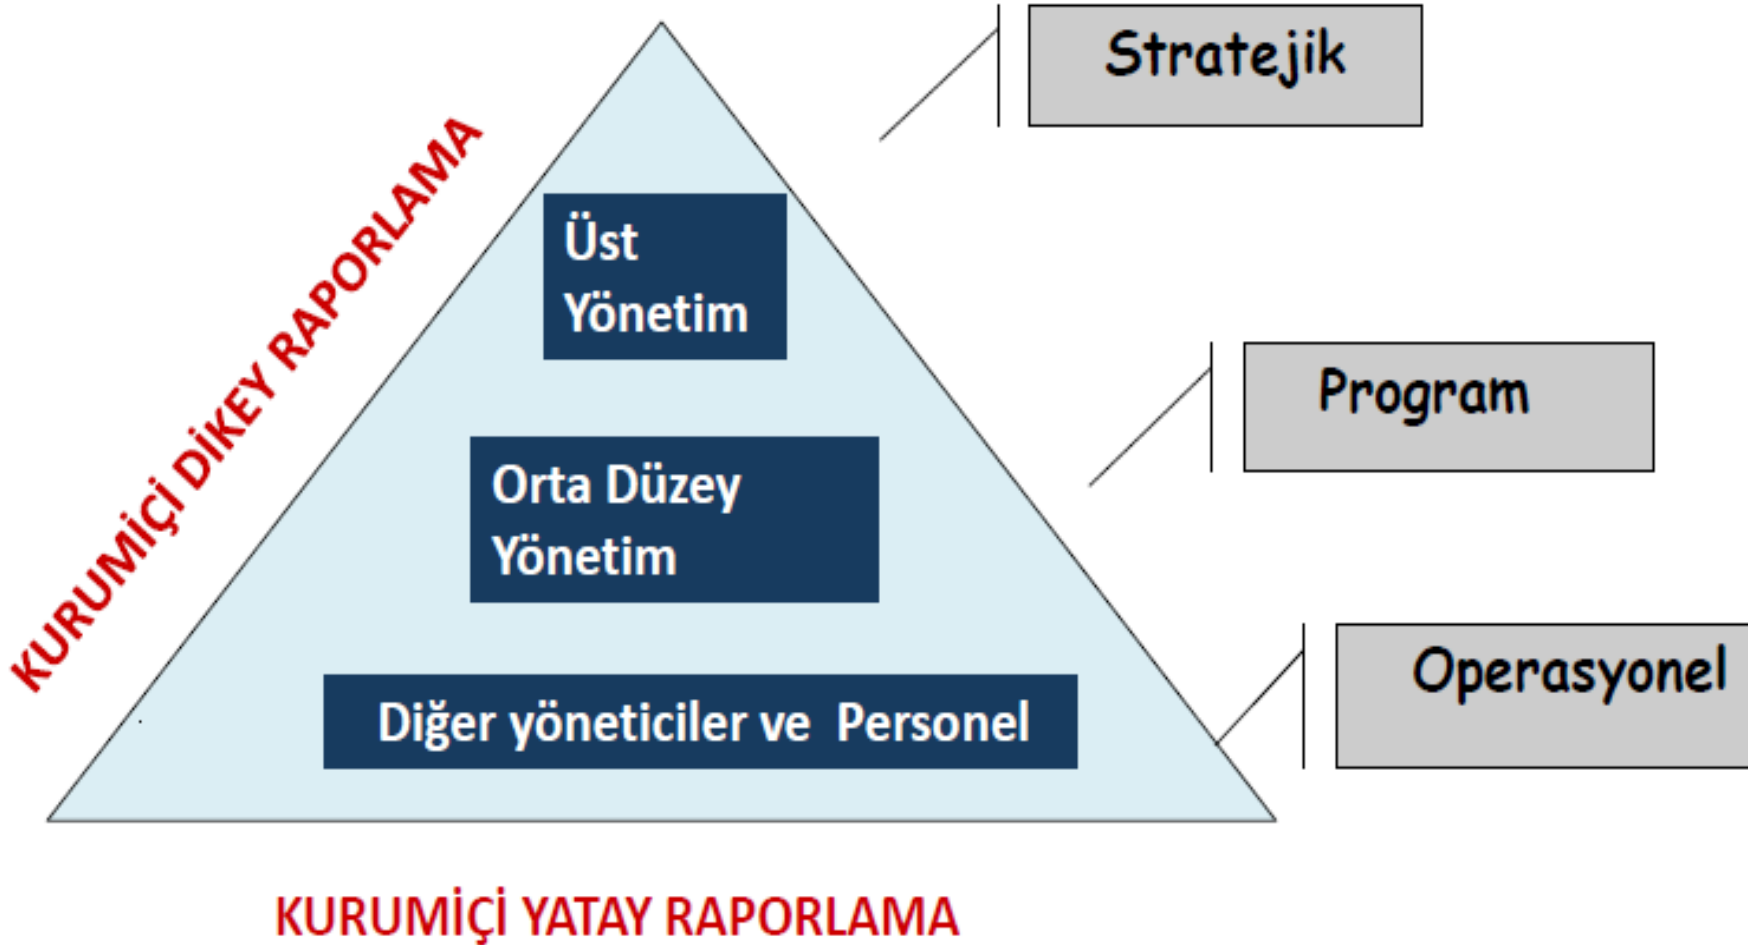 Stratejik
KURUMİÇİ DİKEY RAPORLAMA
Üst
Yönetim
Program
Orta Düzey
Yönetim
Operasyonel
Diğer yöneticiler ve Personel
KURUMİÇİ YATAY RAPORLAMA